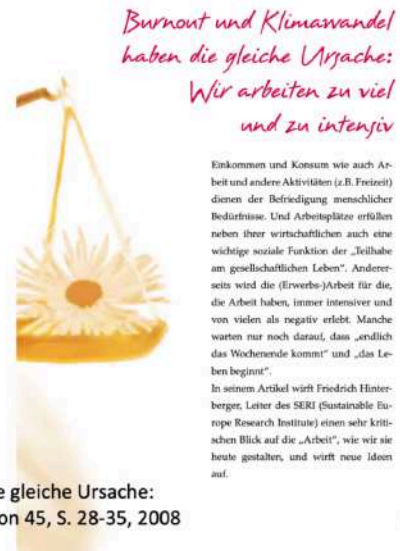 Burnout und Klimawandel
haben die gleiche Ursache:
Wir arbeiten zu viel
und zu intensiv
Einkommen und Konsum wie auch Ar-
beit und andere Aktivitäten (z.B. Freizeit)
dienen der Befriedigung menschlicher
Bedürfnisse. Und Arbeitsplätze erfüllen
neben ihrer wirtschaftlichen auch eine
wichtige soziale Funktion der „Teilhabe
am gesellschaftlichen Leben“. Anderer-
seits wird die (Erwerbs-)Arbeit für die,
die Arbeit haben, immer intensiver und
von vielen als negativ erlebt. Manche
warten nur noch darauf, dass „endlich
das Wochenende kommt“ und „das Le-
ben beginnt“.
In seinem Artikel wirft Friedrich Hinter-
berger, Leiter des SERI (Sustainable Eu-
rope Research Institute) einen sehr kriti-
schen Blick auf die „Arbeit“, wie wir sie
heute gestalten, und wirft neue Ideen
auf.
e gleiche Ursache:
on 45, S. 28-35, 2008